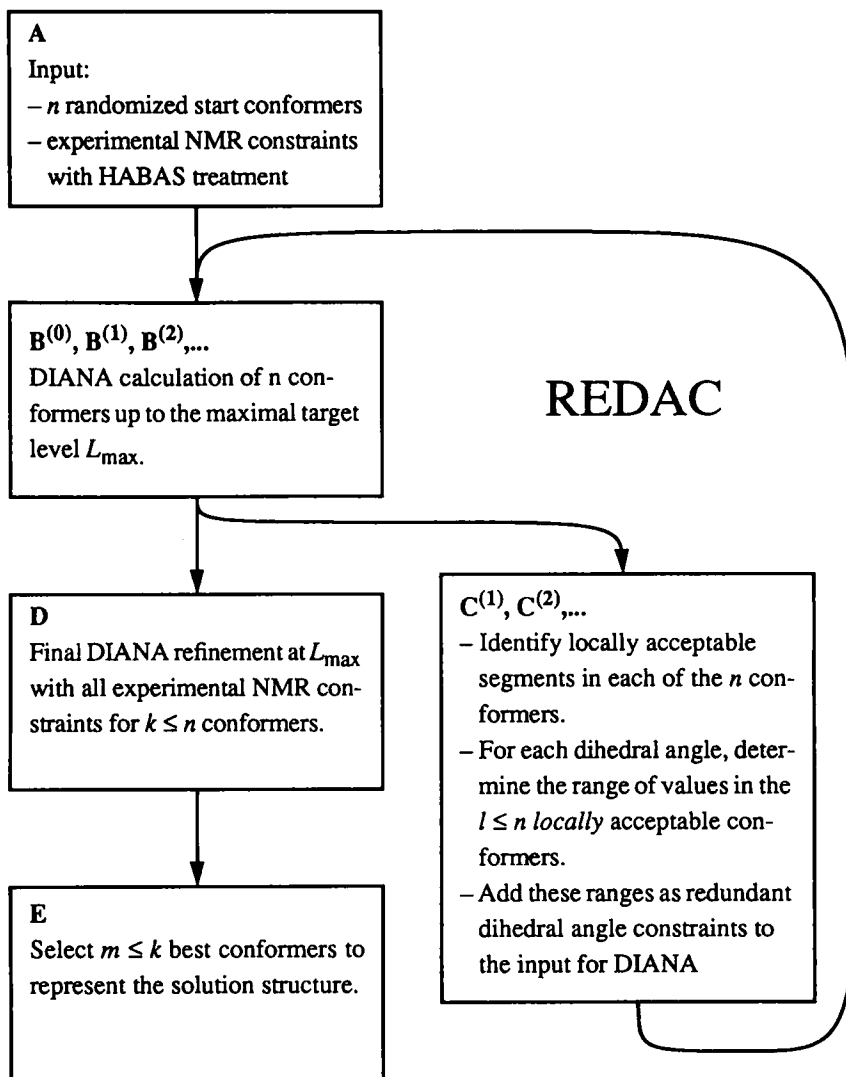 A
Input:
– n randomized start conformers
– experimental NMR constraints
with HABAS treatment
B(0), B(1), B(2),...
DIANA calculation of n con-
formers up to the maximal target
level Lmax.
REDAC
D
Final DIANA refinement at Lmax
with all experimental NMR con-
straints for k ≤ n conformers.
C(1), C(2),...
– Identify locally acceptable
segments in each of the n con-
formers.
– For each dihedral angle, deter-
mine the range of values in the
l ≤ n locally acceptable con-
formers.
– Add these ranges as redundant
dihedral angle constraints to
the input for DIANA
E
Select m ≤ k best conformers to
represent the solution structure.